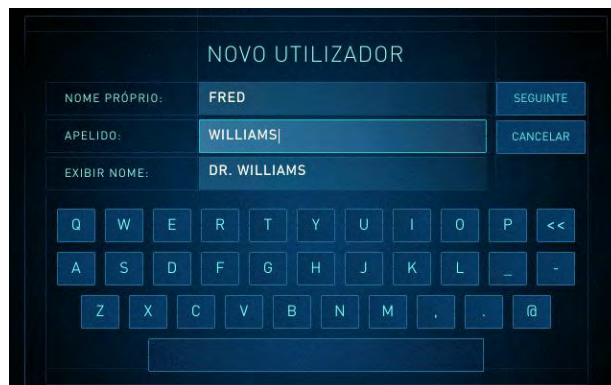 NOVO UTILIZADOR
NOME PRÓPRIO: FRED SEGUINTE
APELIDO: WILLIAMS CANCELAR
EXIBIR NOME: DR. WILLIAMS
Q W E R T Y U I O P <<
A S D F G H J K L _ -
Z X C V B N M , . @